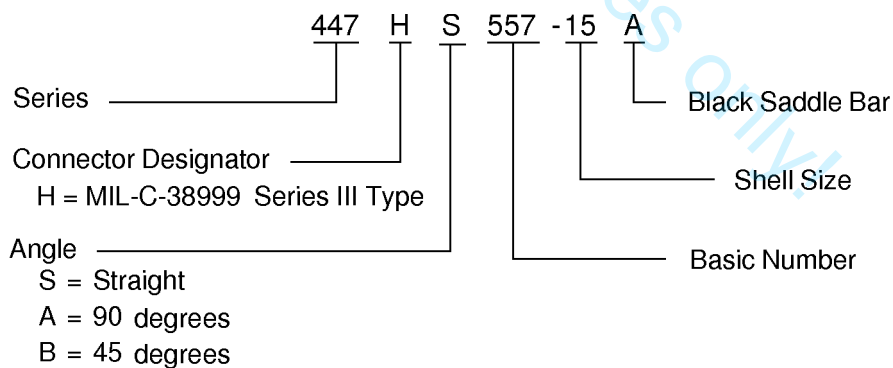 447 H S 557 -15 A
Series
Black Saddle Bar
Connector Designator
H = MIL-C-38999 Series III Type
Shell Size
Angle
S = Straight
A = 90 degrees
B = 45 degrees
Basic Number
only!